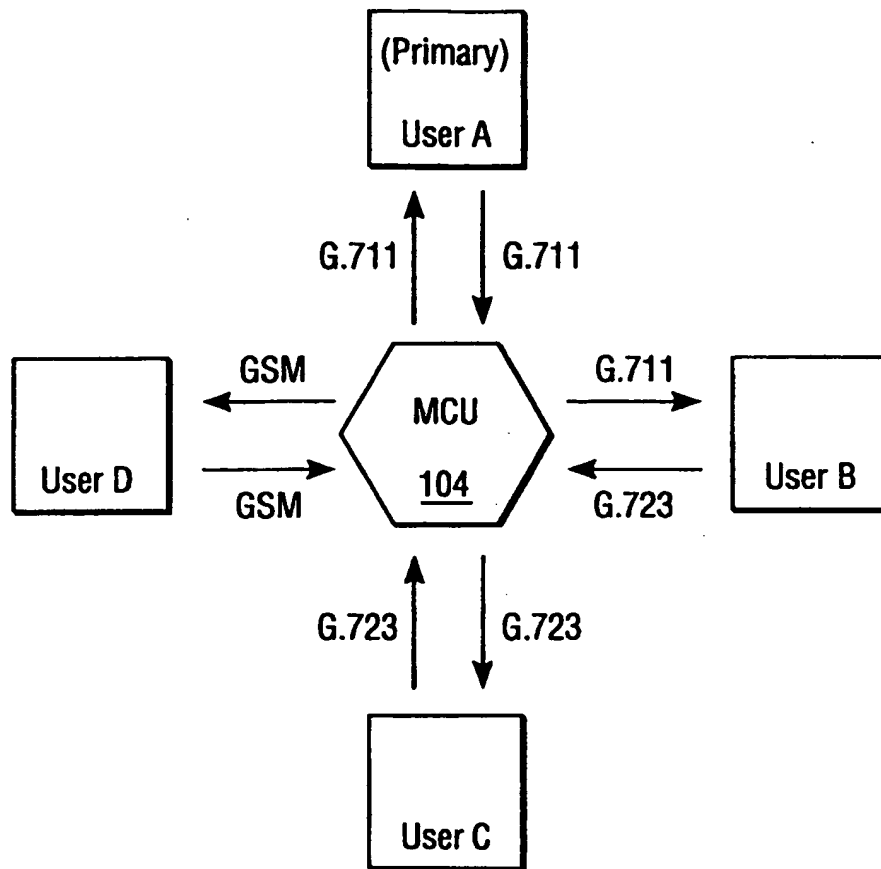 (Primary)
User A
G.711 G.711
GSM G.711
MCU
User D 104 User B
GSM G.723
G.723 G.723
User C